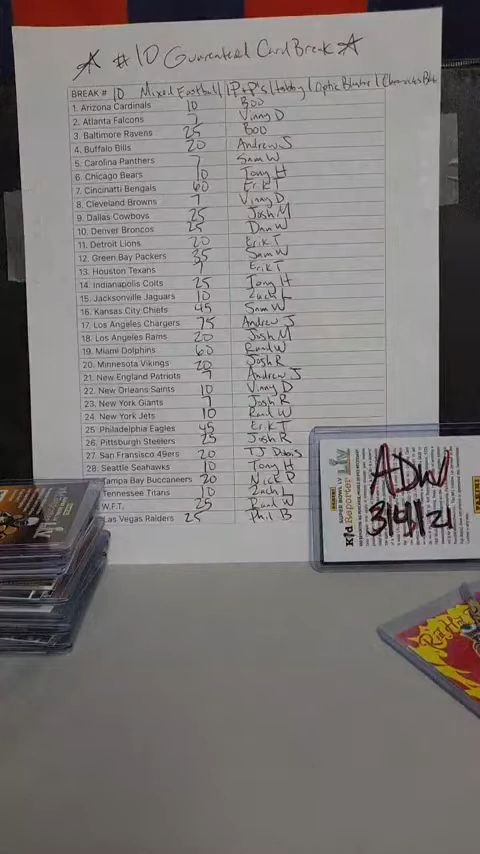 #10 Guarenteed Card Break
BREAK # 10 Mixed Football / / Hobby / Optic Blaster / Chronicles
1. Arizona Cardinals 10 Boo
2. Atlanta Falcons 7 Vinny D
3. Baltimore Ravens 25 Boo
4. Buffalo Bills 20 Andrew S
5. Carolina Panthers 7 Sam W
6. Chicago Bears 10 Tony H
7. Cincinatti Bengals 60 Erik T
8. Cleveland Browns 7 Vinny D
9. Dallas Cowboys 25 Josh M
10. Denver Broncos 25 Dan W
11. Detroit Lions 20 Erik T
12. Green Bay Packers 35 Sam W
13. Houston Texans 7 Erik T
14. Indianapolis Colts 25 Tony H
15. Jacksonville Jaguars 10 Zach L
16. Kansas City Chiefs 45 Sam W
17. Los Angeles Chargers 75 Andrew S
18. Los Angeles Rams 20 Josh M
19. Miami Dolphins 60 Rand W
20. Minnesota Vikings 20 Josh R
21. New England Patriots 7 Andrew S
22. New Orleans Saints 10 Vinny D
23. New York Giants 7 Josh R
24. New York Jets 10 Rand W
25. Philadelphia Eagles 45 Erik T
26. Pittsburgh Steelers 25 Josh R
27. San Fransisco 49ers 20 TJ Davis
28. Seattle Seahawks 10 Tony H
Tampa Bay Buccaneers 20 Nick P
Tennessee Titans 10 Zach L
W.F.T. 25 Rand W
Las Vegas Raiders 25 Phil B
PANINI
SUPER BOWL LIV
Kid Reporter
ADW
3/4/21
PANINI